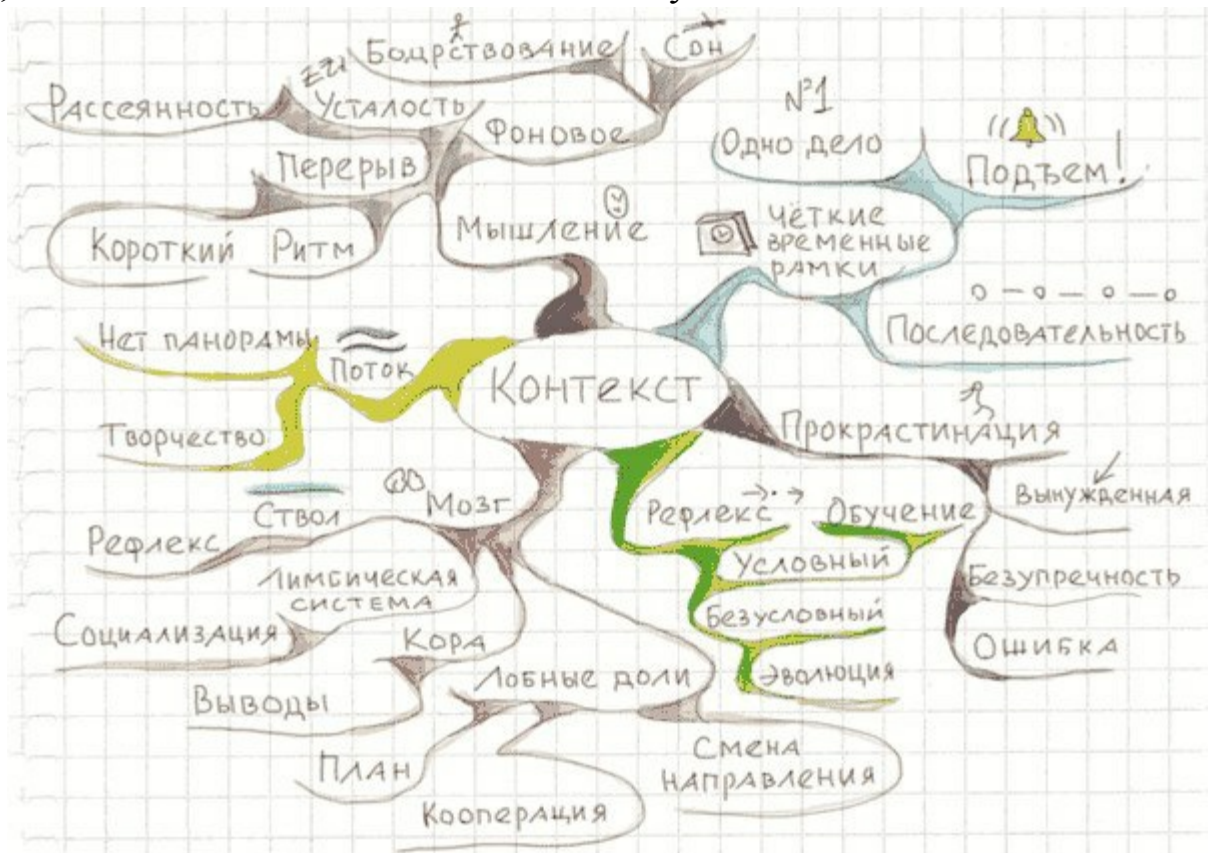 Бодрствование
Сон
Рассеянность
Усталость
zzz
Фоновое
Перерыв
Короткий
Ритм
Мышление
№1
Одно дело
Подъем!
Чёткие
временные
рамки
Последовательность
Нет панорамы
Поток
Творчество
Контекст
Прокрастинация
Вынужденная
Безупречность
Ошибка
Мозг
Ствол
Рефлекс
Лимбическая
система
Социализация
Кора
Выводы
Лобные доли
План
Кооперация
Смена
направления
Рефлекс
Обучение
Условный
Безусловный
Эволюция